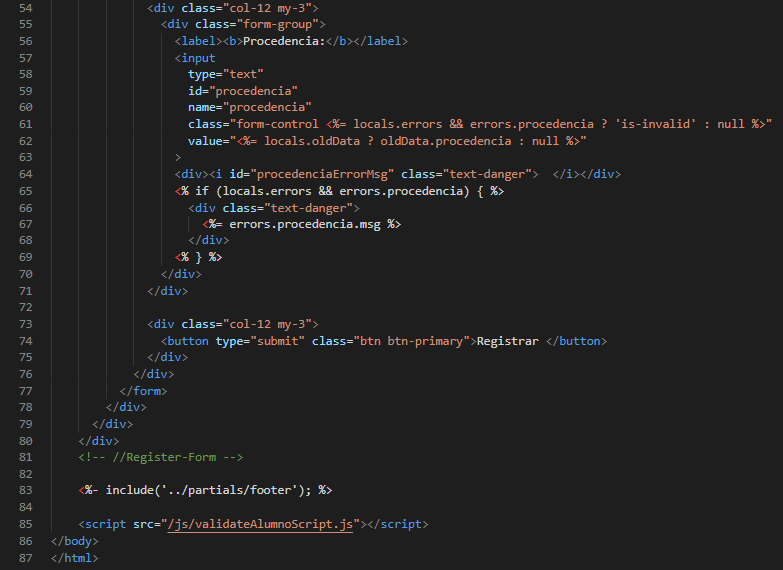 54 <div class="col-12 my-3">
55 <div class="form-group">
56 <label><b>Procedencia:</b></label>
57 <input
58 type="text"
59 id="procedencia"
60 name="procedencia"
61 class="form-control <%= locals.errors && errors.procedencia ? 'is-invalid' : null %>"
62 value="<%= locals.oldData ? oldData.procedencia : null %>"
63 >
64 <div><i id="procedenciaErrorMsg" class="text-danger">  </i></div>
65 <% if (locals.errors && errors.procedencia) { %>
66 <div class="text-danger">
67 <%= errors.procedencia.msg %>
68 </div>
69 <% } %>
70 </div>
71 </div>
72
73 <div class="col-12 my-3">
74 <button type="submit" class="btn btn-primary">Registrar </button>
75 </div>
76 </div>
77 </form>
78 </div>
79 </div>
80 </div>
81 <!-- //Register-Form -->
82
83 <%- include('../partials/footer'); %>
84
85 <script src="/js/validateAlumnoScript.js"></script>
86 </body>
87 </html>